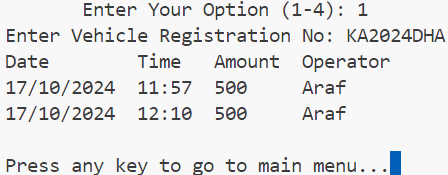 Enter Your Option (1-4): 1
Enter Vehicle Registration No: KA2024DHA
Date Time Amount Operator
17/10/2024 11:57 500 Araf
17/10/2024 12:10 500 Araf
Press any key to go to main menu...